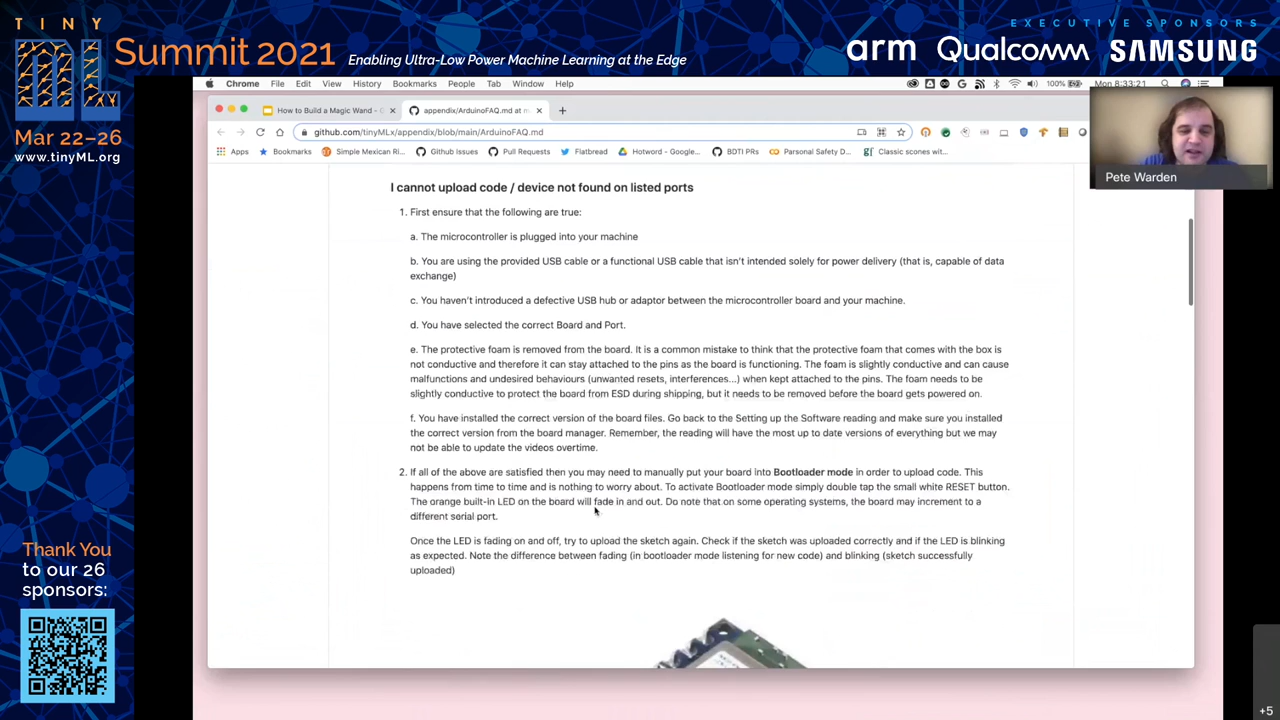 TINY
ML
Summit 2021
Enabling Ultra-Low Power Machine Learning at the Edge
EXECUTIVE SPONSORS
arm Qualcomm SAMSUNG
Mar 22–26
www.tinyML.org
Chrome File Edit View History Bookmarks People Tab Window Help
100% Mon 8:33:21
How to Build a Magic Wand - G
appendix/ArduinoFAQ.md at m
github.com/tinyMLx/appendix/blob/main/ArduinoFAQ.md
Apps Bookmarks Simple Mexican Ri... Github Issues Pull Requests Flatbread Hotword - Google... BDTI PRs Parsonal Safety D... Classic scones wit...
Pete Warden
I cannot upload code / device not found on listed ports
1. First ensure that the following are true:
a. The microcontroller is plugged into your machine
b. You are using the provided USB cable or a functional USB cable that isn't intended solely for power delivery (that is, capable of data
exchange)
c. You haven't introduced a defective USB hub or adaptor between the microcontroller board and your machine.
d. You have selected the correct Board and Port.
e. The protective foam is removed from the board. It is a common mistake to think that the protective foam that comes with the box is
not conductive and therefore it can stay attached to the pins as the board is functioning. The foam is slightly conductive and can cause
malfunctions and undesired behaviours (unwanted resets, interferences...) when kept attached to the pins. The foam needs to be
slightly conductive to protect the board from ESD during shipping, but it needs to be removed before the board gets powered on.
f. You have installed the correct version of the board files. Go back to the Setting up the Software reading and make sure you installed
the correct version from the board manager. Remember, the reading will have the most up to date versions of everything but we may
not be able to update the videos overtime.
2. If all of the above are satisfied then you may need to manually put your board into Bootloader mode in order to upload code. This
happens from time to time and is nothing to worry about. To activate Bootloader mode simply double tap the small white RESET button.
The orange built-in LED on the board will fade in and out. Do note that on some operating systems, the board may increment to a
different serial port.
Once the LED is fading on and off, try to upload the sketch again. Check if the sketch was uploaded correctly and if the LED is blinking
as expected. Note the difference between fading (in bootloader mode listening for new code) and blinking (sketch successfully
uploaded)
Thank You
to our 26
sponsors:
+5